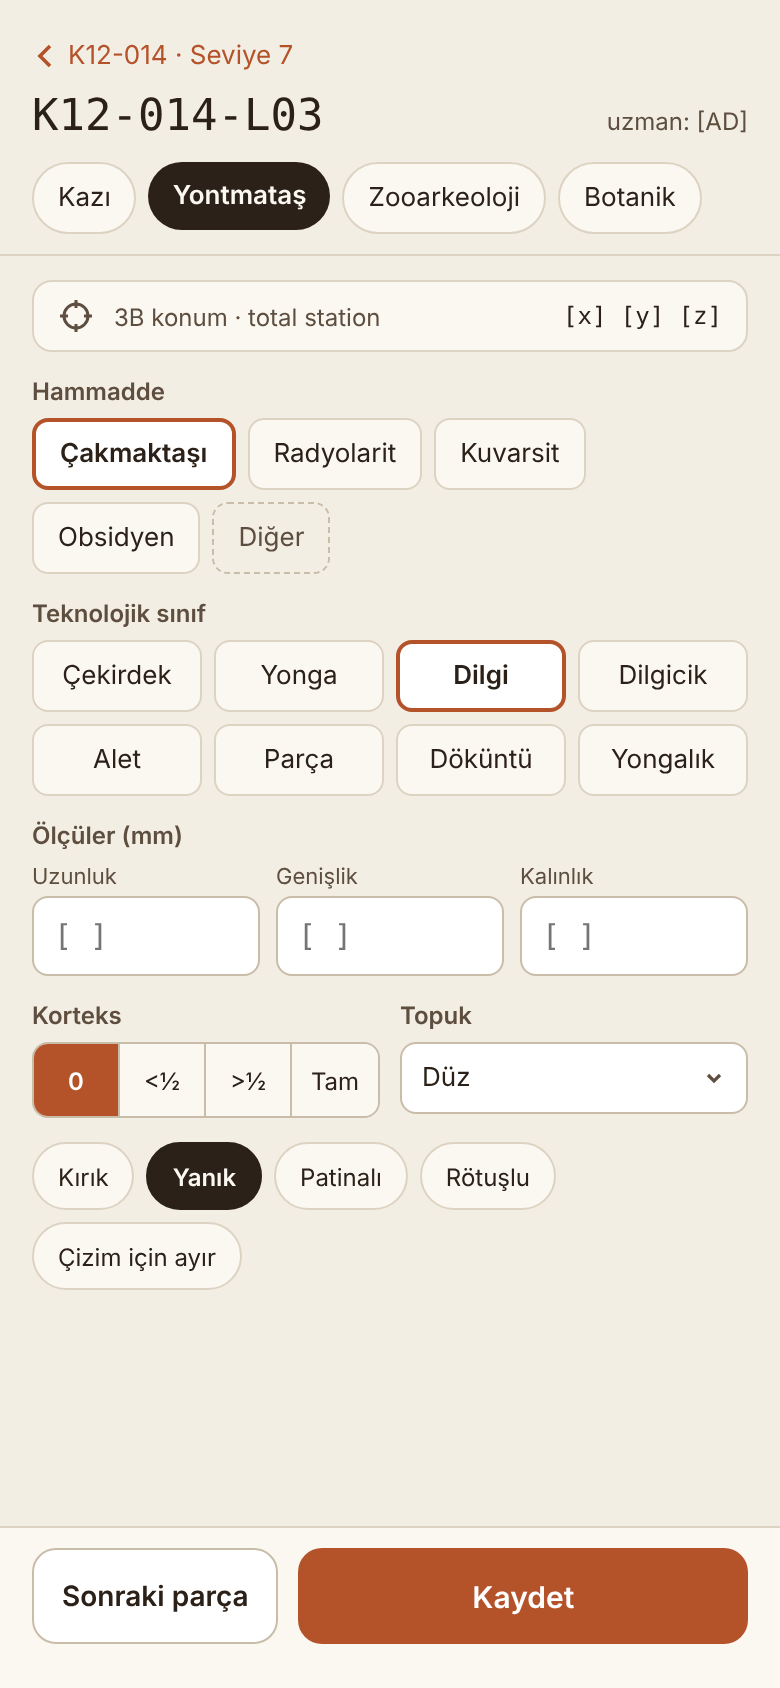 K12-014 · Seviye 7
K12-014-L03
uzman: [AD]
Kazı Yontmataş Zooarkeoloji Botanik
3B konum · total station [x] [y] [z]
Hammadde
Çakmaktaşı Radyolarit Kuvarsit
Obsidyen Diğer
Teknolojik sınıf
Çekirdek Yonga Dilgi Dilgicik
Alet Parça Döküntü Yongalık
Ölçüler (mm)
Uzunluk Genişlik Kalınlık
[ ] [ ] [ ]
Korteks Topuk
0 <½ >½ Tam Düz
Kırık Yanık Patinalı Rötuşlu
Çizim için ayır
Sonraki parça Kaydet